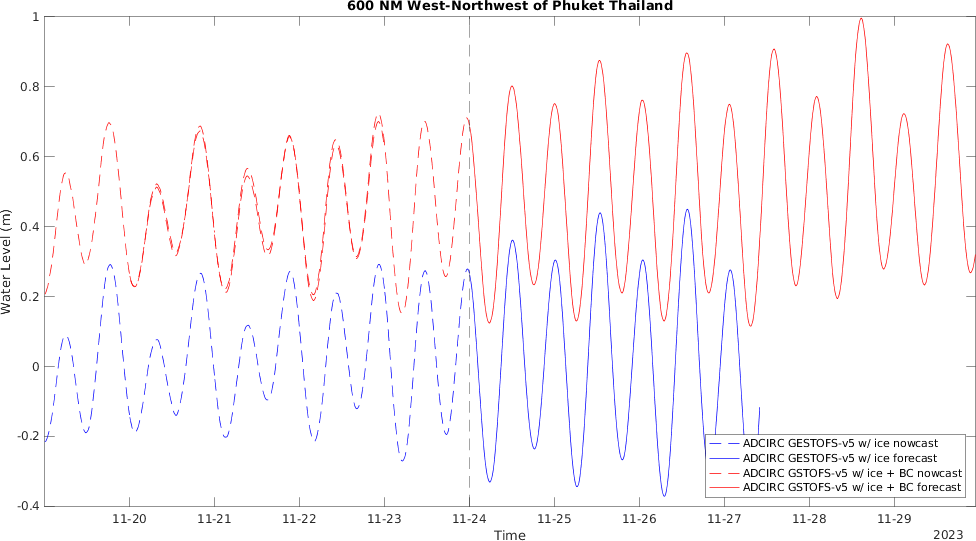 600 NM West-Northwest of Phuket Thailand
1
0.8
0.6
0.4
0.2
0
-0.2
-0.4
Water Level (m)
ADCIRC GESTOFS-v5 w/ ice nowcast
ADCIRC GESTOFS-v5 w/ ice forecast
ADCIRC GSTOFS-v5 w/ ice + BC nowcast
ADCIRC GSTOFS-v5 w/ ice + BC forecast
11-20 11-21 11-22 11-23 11-24 11-25 11-26 11-27 11-28 11-29
Time
2023